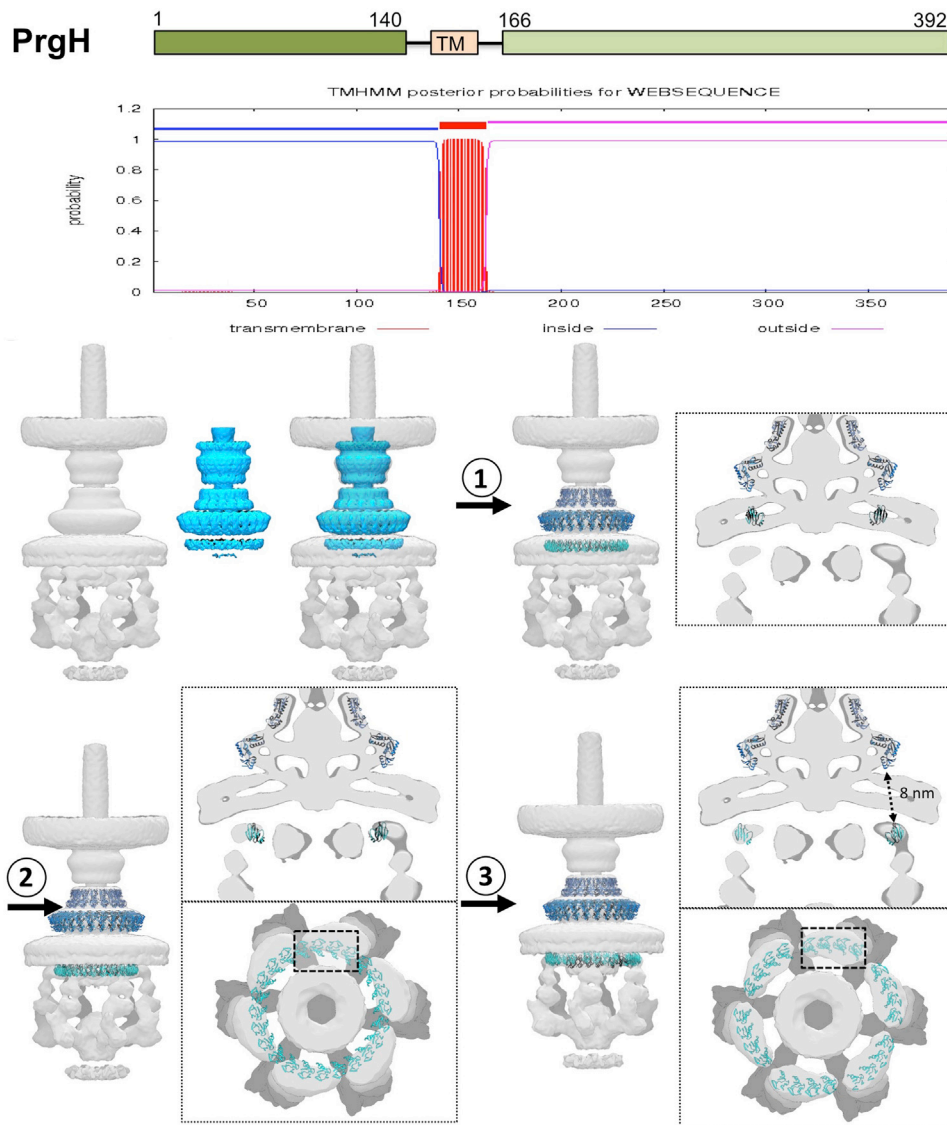 1 140 166 392
PrgH TM
TMHMM posterior probabilities for WEBSEQUENCE
1.2
1
0.8
0.6
0.4
0.2
0
probability
50 100 150 200 250 300 350
transmembrane inside outside
1
2
3
8 nm